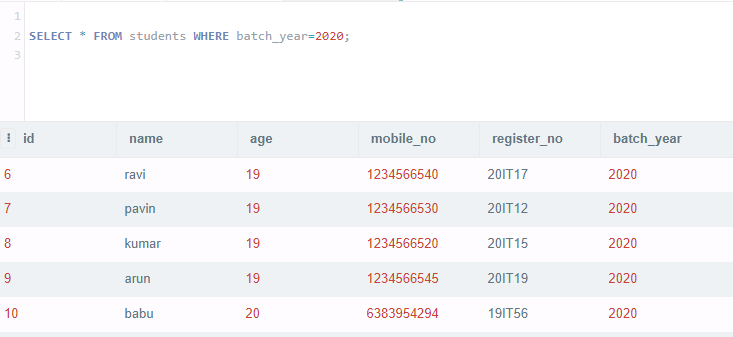 1
2 SELECT * FROM students WHERE batch_year=2020;
3
id name age mobile_no register_no batch_year
6 ravi 19 1234566540 20IT17 2020
7 pavin 19 1234566530 20IT12 2020
8 kumar 19 1234566520 20IT15 2020
9 arun 19 1234566545 20IT19 2020
10 babu 20 6383954294 19IT56 2020